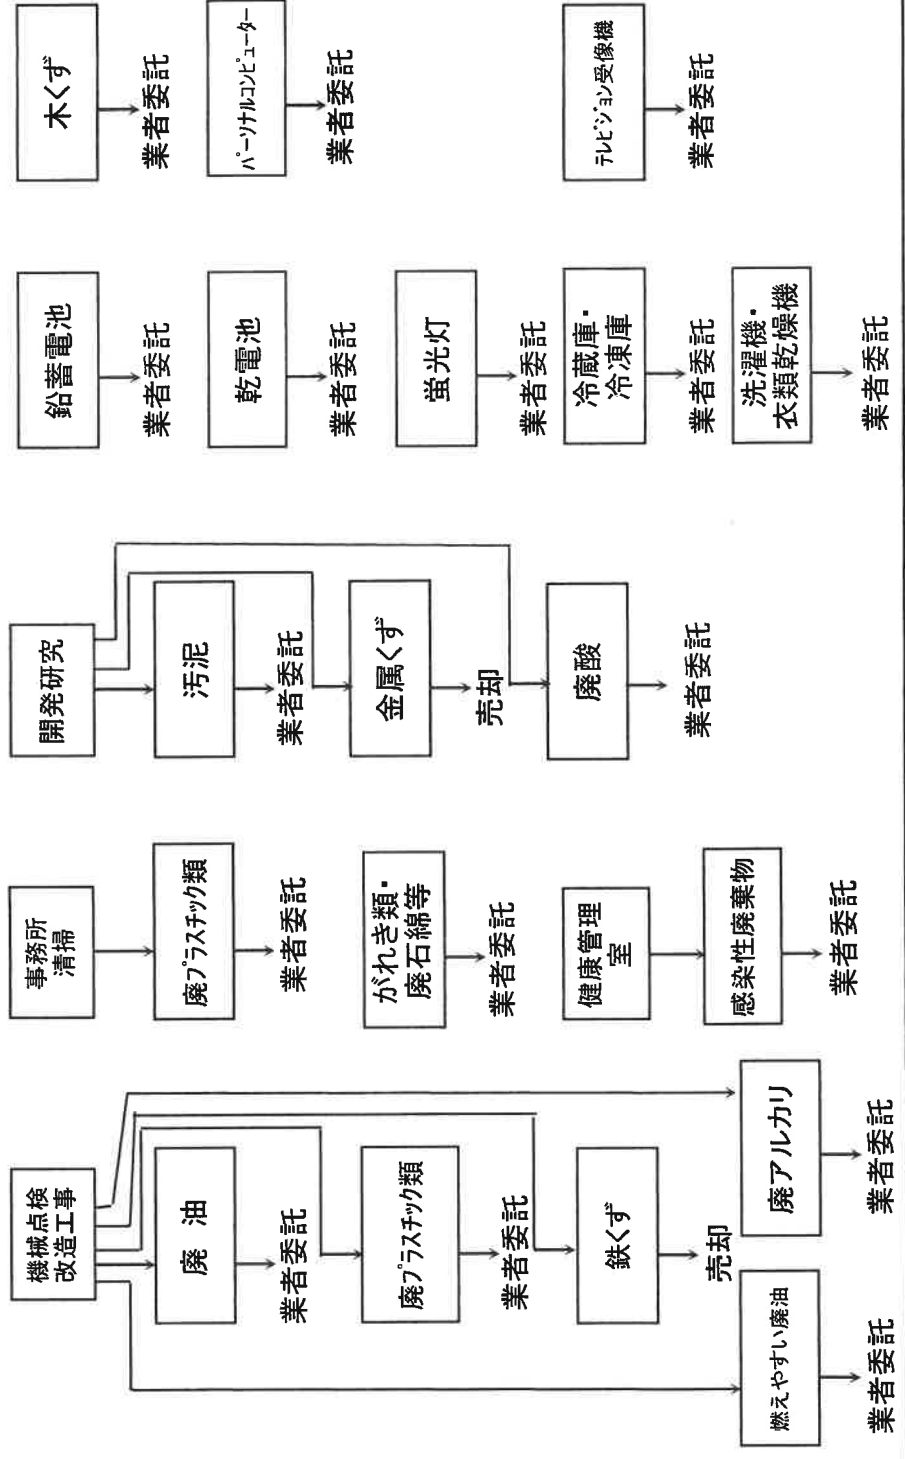 機械点検
改造工事
廃 油
業者委託
廃プラスチック類
業者委託
鉄くず
売却
燃えやすい廃油
業者委託
廃アルカリ
業者委託
事務所
清掃
廃プラスチック類
業者委託
がれき類・
廃石綿等
業者委託
健康管理
室
感染性廃棄物
業者委託
開発研究
汚泥
業者委託
金属くず
売却
廃酸
業者委託
鉛蓄電池
業者委託
乾電池
業者委託
蛍光灯
業者委託
冷蔵庫・
冷凍庫
業者委託
洗濯機・
衣類乾燥機
業者委託
木くず
業者委託
パーソナルコンピューター
業者委託
テレビジョン受像機
業者委託